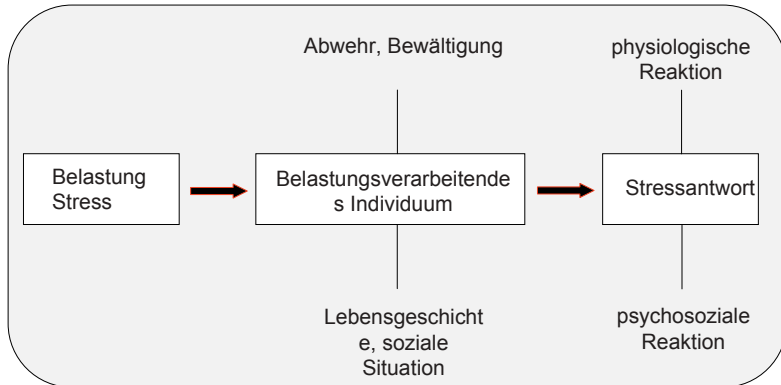 Abwehr, Bewältigung
physiologische
Reaktion
Belastung
Stress
Belastungsverarbeitende
s Individuum
Stressantwort
Lebensgeschicht
e, soziale
Situation
psychosoziale
Reaktion